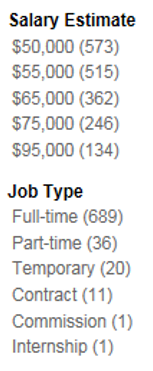 Salary Estimate
$50,000 (573)
$55,000 (515)
$65,000 (362)
$75,000 (246)
$95,000 (134)
Job Type
Full-time (689)
Part-time (36)
Temporary (20)
Contract (11)
Commission (1)
Internship (1)